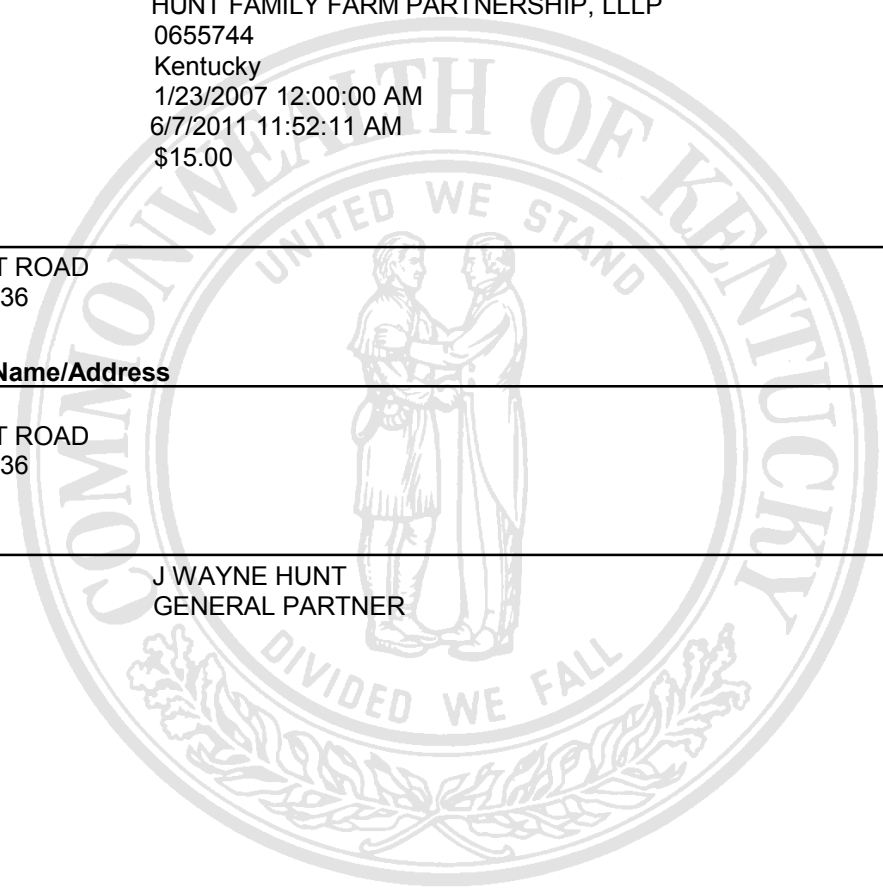 HUNT FAMILY FARM PARTNERSHIP, LLLP
0655744
Kentucky
1/23/2007 12:00:00 AM
6/7/2011 11:52:11 AM
$15.00
T ROAD
36
Name/Address
T ROAD
36
J WAYNE HUNT
GENERAL PARTNER
COMMONWEALTH OF KENTUCKY
UNITED WE STAND
DIVIDED WE FALL